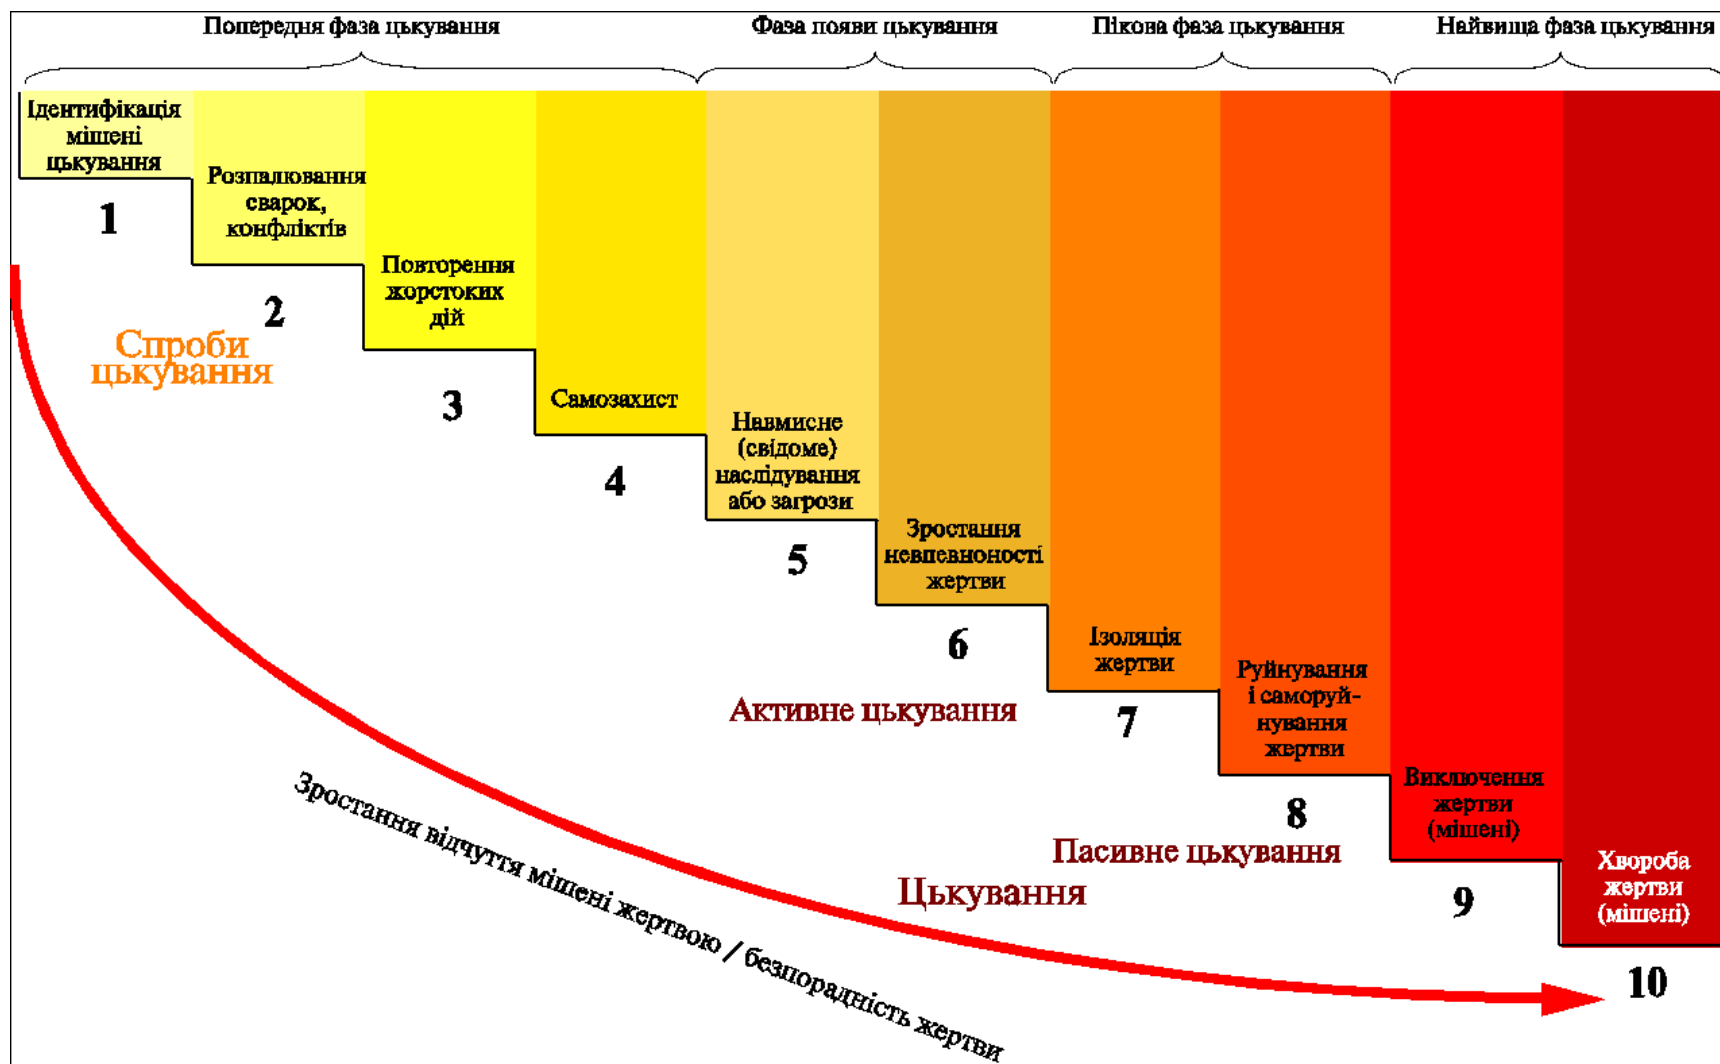 Попередня фаза цькування
Фаза появи цькування
Пікова фаза цькування
Найвища фаза цькування
Ідентифікація
мішені
цькування
1
Розпалювання
сварок,
конфліктів
2
Повторення
жорстоких
дій
3
Самозахист
4
Навмисне
(свідоме)
наслідування
або загрози
5
Зростання
невпевноності
жертви
6
Ізоляція
жертви
7
Руйнування
і саморуй-
нування
жертви
8
Виключення
жертви
(мішені)
9
Хвороба
жертви
(мішені)
10
Спроби
цькування
Активне цькування
Пасивне цькування
Цькування
Зростання відчуття мішені жертвою / безпорадність жертви